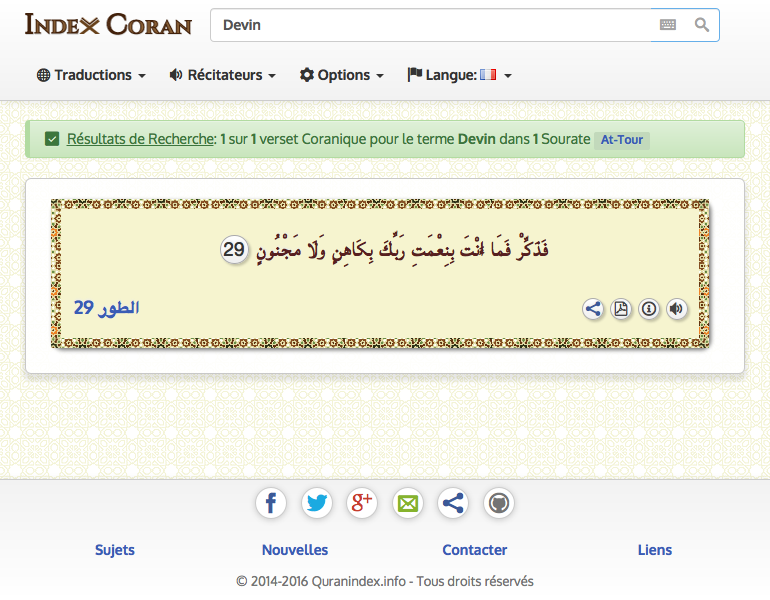 Index Coran
Devin
Traductions Récitateurs Options Langue:
Résultats de Recherche: 1 sur 1 verset Coranique pour le terme Devin dans 1 Sourate At-Tour
فَذَكِّرْ فَمَا أَنْتَ بِنِعْمَتِ رَبِّكَ بِكَاهِنٍ وَلَا مَجْنُونٍ 29
الطور 29
f g+
Sujets Nouvelles Contacter Liens
© 2014-2016 Quranindex.info - Tous droits réservés